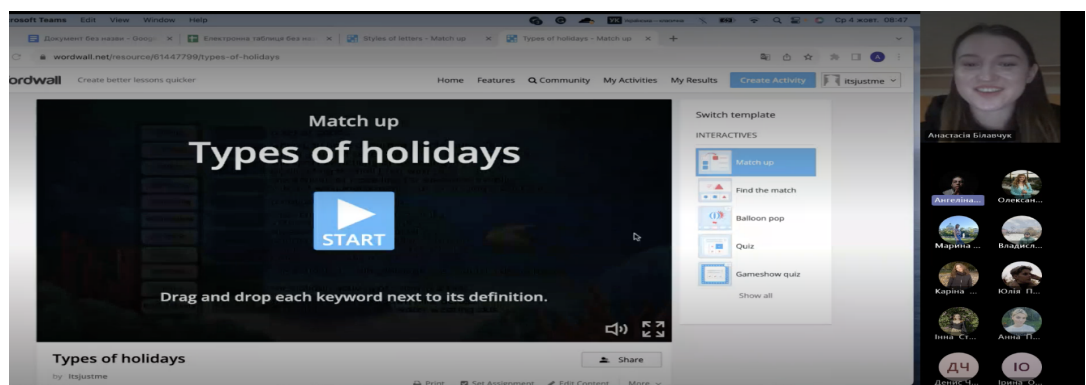 rosoft Teams Edit View Window Help
Ср 4 жовт. 08:47
Документ без назви – Googl
Електронна таблиця без наз
Styles of letters – Match up
Types of holidays – Match up
wordwall.net/resource/61447799/types-of-holidays
ordwall
Create better lessons quicker
Home Features Community My Activities My Results Create Activity itsjustme
Match up
Types of holidays
START
Drag and drop each keyword next to its definition.
Switch template
INTERACTIVES
Match up
Find the match
Balloon pop
Quiz
Gameshow quiz
Show all
Types of holidays
by itsjustme
Share
Print Set Assignment Edit Content More
Анастасія Білавчук
Ангеліна...
Олексан...
Марина ...
Владисл...
Каріна ...
Юлія П...
Інна Ст...
Анна П...
ДЧ
ІО
Денис Ч...
Ірина О...